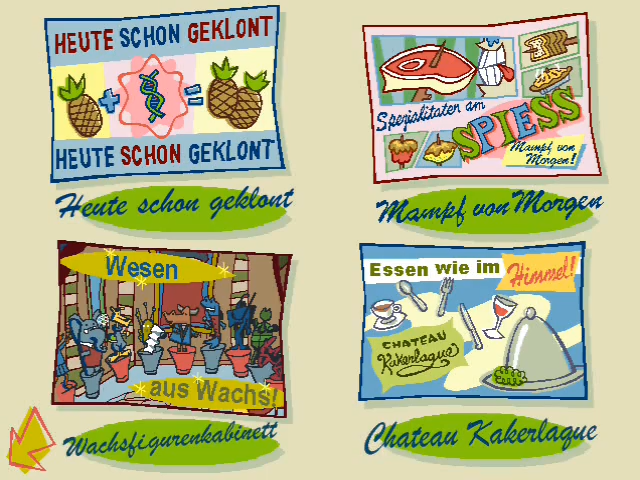 HEUTE SCHON GEKLONT
HEUTE SCHON GEKLONT
Heute schon geklont
Spezialitäten am
SPIESS
Mampf von
Morgen!
Mampf von Morgen
Wesen
aus Wachs!
Wachsfigurenkabinett
Essen wie im
Himmel!
CHATEAU
Kakerlaque
Chateau Kakerlaque